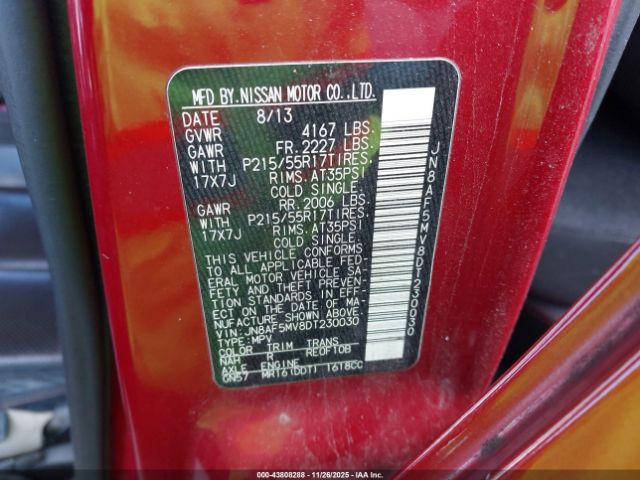 MFD BY.NISSAN MOTOR CO.,LTD.
DATE 8/13
GVWR 4167 LBS.
GAWR FR. 2227 LBS.
WITH P215/55R17TIRES.
17X7J RIMS. AT35PSI
COLD SINGLE.
GAWR RR. 2006 LBS.
WITH P215/55R17TIRES.
17X7J RIMS. AT35PSI
COLD SINGLE.
THIS VEHICLE CONFORMS
TO ALL APPLICABLE FED-
ERAL MOTOR VEHICLE SA-
FETY AND THEFT PREVEN-
TION STANDARDS IN EFF-
ECT ON THE DATE OF MA-
NUFACTURE SHOWN ABOVE.
VIN:JN8AF5MV8DT230030
TYPE:MPV
COLOR TRIM TRANS
NAH R RE0F10B
AXLE ENGINE
GN57 MR16(DDT) 1618CC
JN8AF5MV8DT230030
000-43808288 | 11/26/2025 | IAA Inc.